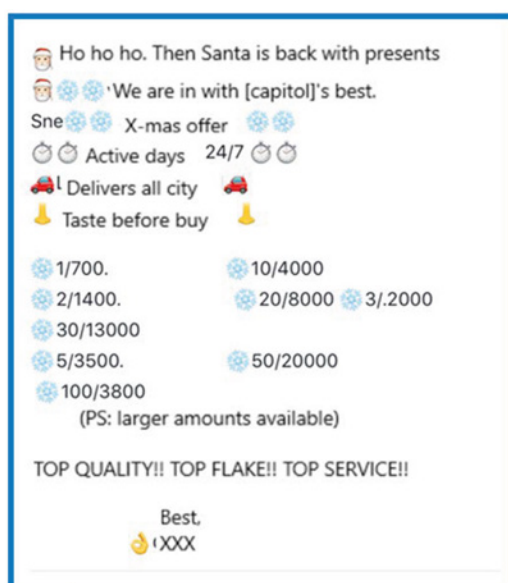 🎅 Ho ho ho. Then Santa is back with presents
🎅❄️❄️ We are in with [capitol]'s best.
Sne❄️❄️ X-mas offer ❄️❄️
⏱️⏱️ Active days 24/7 ⏱️⏱️
🚗l Delivers all city 🚗
👃 Taste before buy 👃
❄️1/700. ❄️10/4000
❄️2/1400. ❄️20/8000 ❄️3/.2000
❄️30/13000
❄️5/3500. ❄️50/20000
❄️100/3800
(PS: larger amounts available)
TOP QUALITY!! TOP FLAKE!! TOP SERVICE!!
Best,
👌XXX